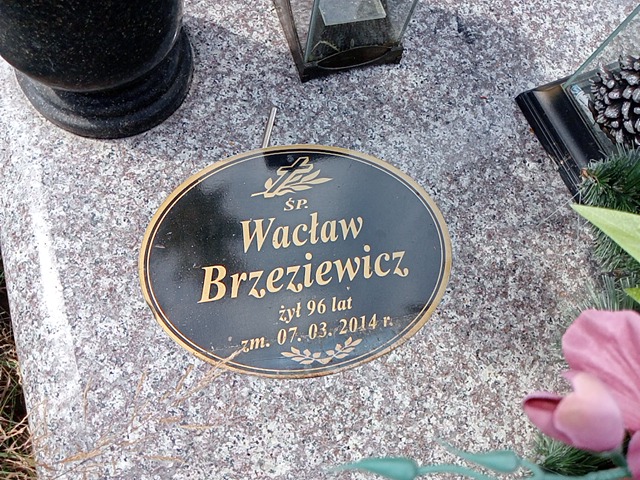 ŚP.
Wacław
Brzeziewicz
żył 96 lat
zm. 07. 03. 2014 r.